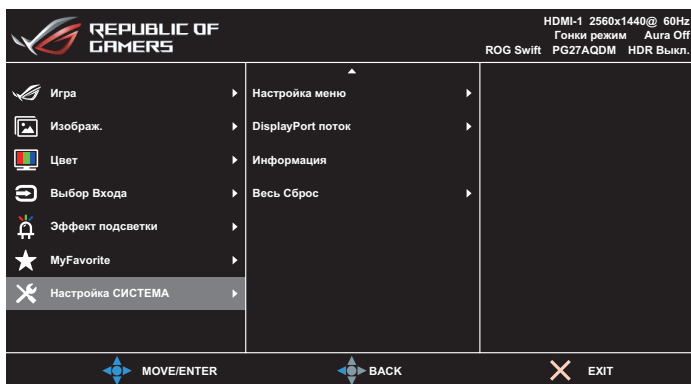 REPUBLIC OF
GAMERS
HDMI-1 2560x1440@ 60Hz
Гонки режим Aura Off
ROG Swift PG27AQDM HDR Выкл.
Игра
Изображ.
Цвет
Выбор Входа
Эффект подсветки
MyFavorite
Настройка СИСТЕМА
Настройка меню
DisplayPort поток
Информация
Весь Сброс
MOVE/ENTER
BACK
EXIT